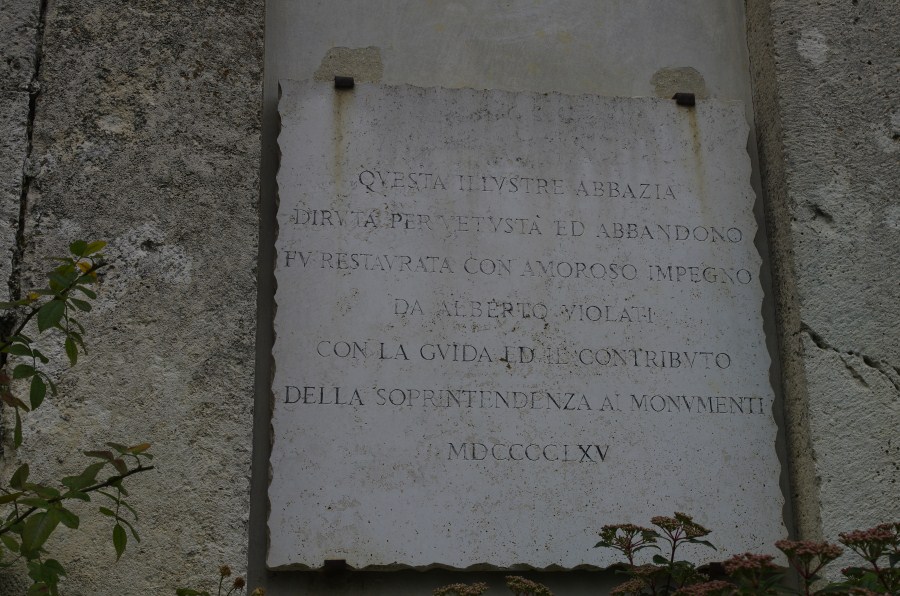 QVESTA ILLVSTRE ABBAZIA
DIRVTA PER VETVSTÀ ED ABBANDONO
FV RESTAVRATA CON AMOROSO IMPEGNO
DA ALBERTO VIOLATI
CON LA GVIDA ED IL CONTRIBVTO
DELLA SOPRINTENDENZA AI MONVMENTI
MDCCCCLXV